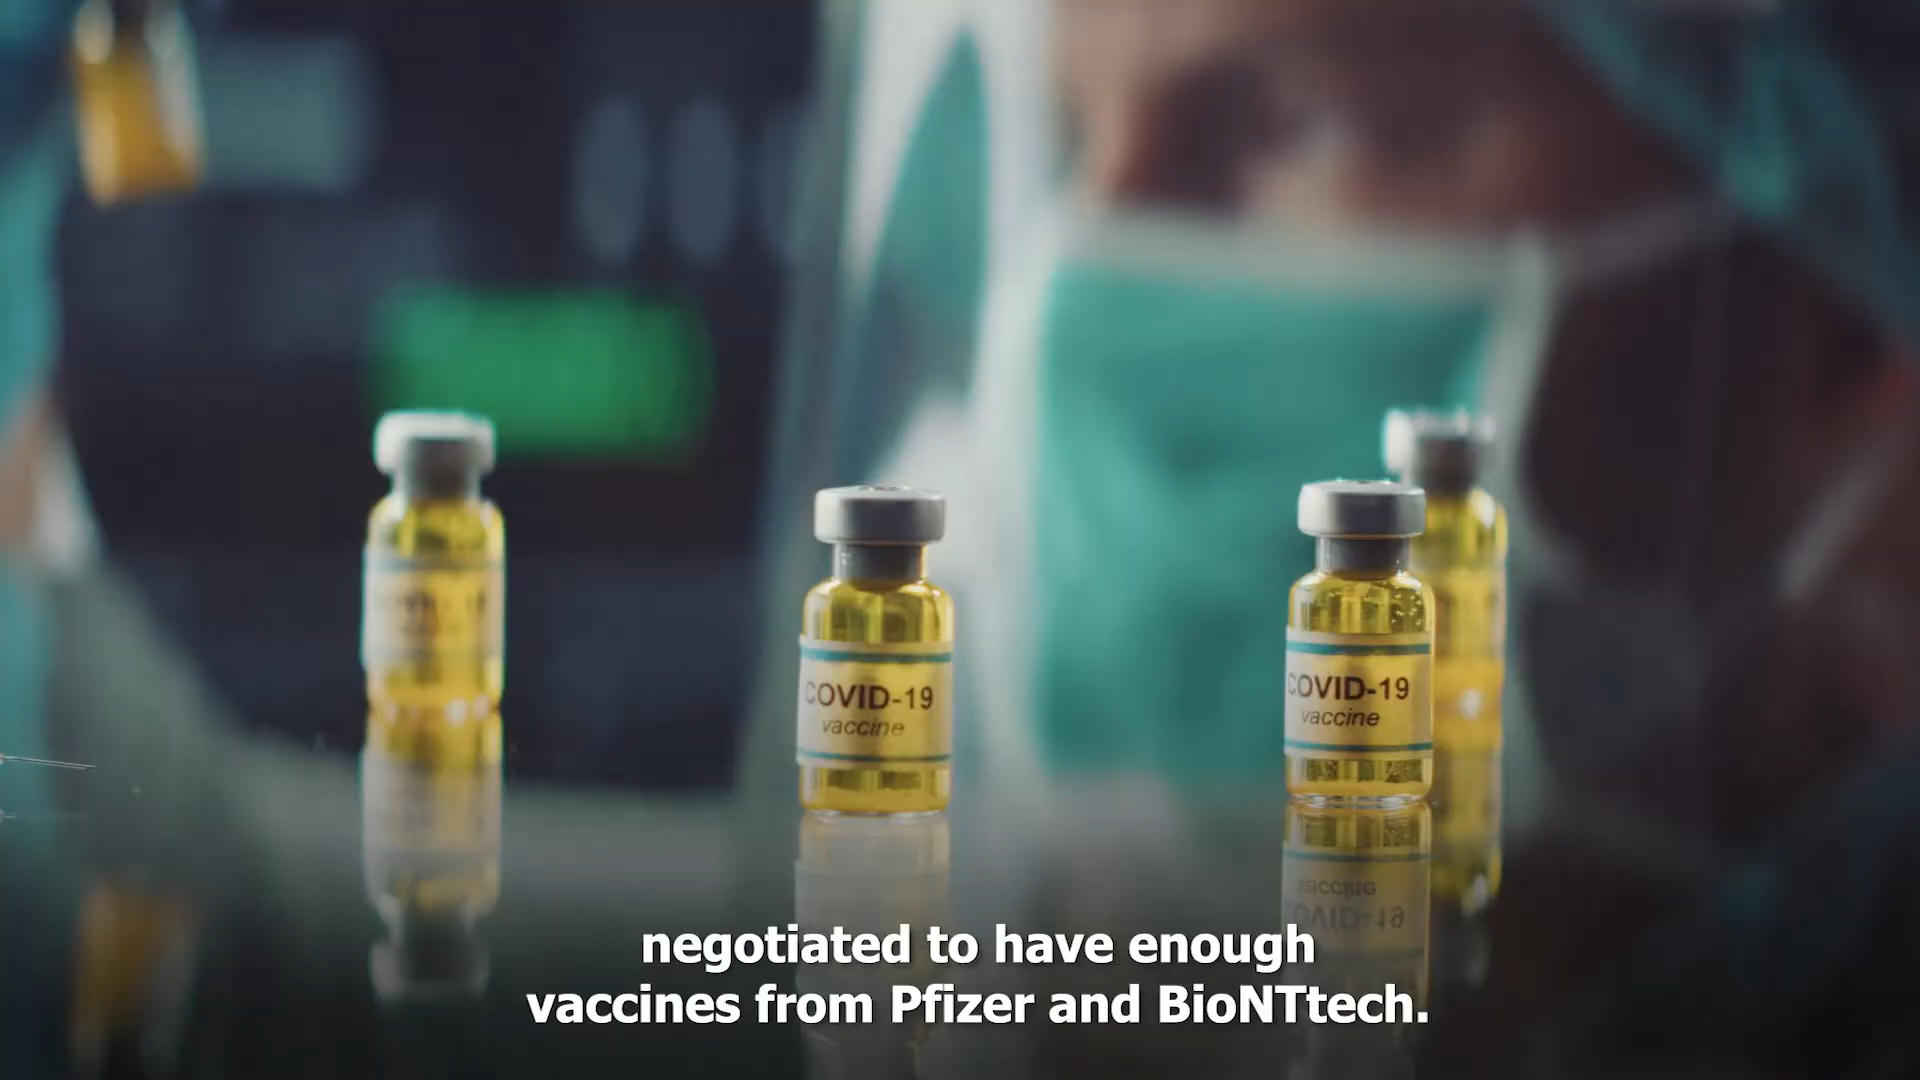 COVID-19
vaccine
COVID-19
vaccine
negotiated to have enough
vaccines from Pfizer and BioNTtech.